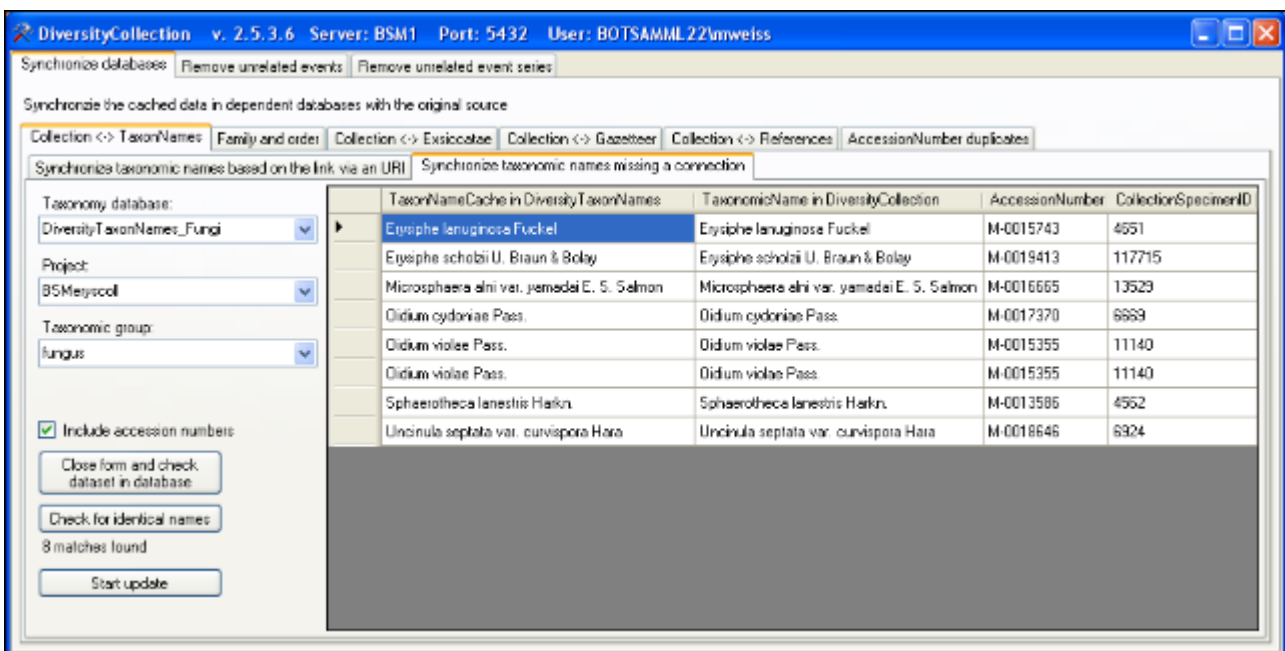 DiversityCollection v. 2.5.3.6 Server: BSM1 Port: 5432 User: BOTSAMML22\mweiss
Synchronize databases Remove unrelated events Remove unrelated event series
Synchronzie the cached data in dependent databases with the original source
Collection <-> TaxonNames Family and order Collection <-> Exsiccatae Collection <-> Gazetteer Collection <-> References AccessionNumber duplicates
Synchronize taxonomic names based on the link via an URI Synchronize taxonomic names missing a connection
Taxonomy database:
DiversityTaxonNames_Fungi
Project:
BSMeryscoll
Taxonomic group:
fungus
Include accession numbers
Close form and check
dataset in database
Check for identical names
8 matches found
Start update
TaxonNameCache in DiversityTaxonNames TaxonomicName in DiversityCollection AccessionNumber CollectionSpecimenID
Erysiphe lanuginosa Fuckel Erysiphe lanuginosa Fuckel M-0015743 4651
Erysiphe scholzii U. Braun & Bolay Erysiphe scholzii U. Braun & Bolay M-0019413 117715
Microsphaera alni var. yamadai E. S. Salmon Microsphaera alni var. yamadai E. S. Salmon M-0016665 13529
Oidium cydoniae Pass. Oidium cydoniae Pass. M-0017370 6669
Oidium violae Pass. Oidium violae Pass. M-0015355 11140
Oidium violae Pass. Oidium violae Pass. M-0015355 11140
Sphaerotheca lanestris Harkn. Sphaerotheca lanestris Harkn. M-0013586 4562
Uncinula septata var. curvispora Hara Uncinula septata var. curvispora Hara M-0018646 6924